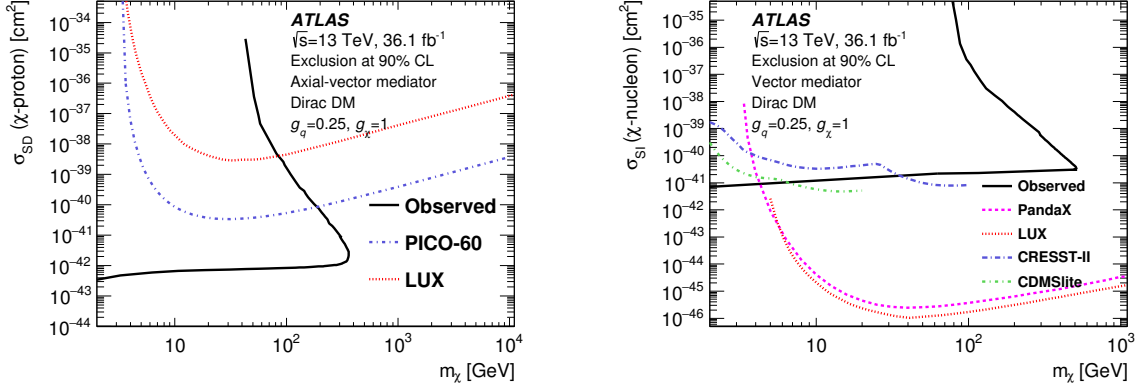 σSD (χ-proton) [cm²]
10⁻³⁴
10⁻³⁵
10⁻³⁶
10⁻³⁷
10⁻³⁸
10⁻³⁹
10⁻⁴⁰
10⁻⁴¹
10⁻⁴²
10⁻⁴³
10⁻⁴⁴
ATLAS
√s=13 TeV, 36.1 fb⁻¹
Exclusion at 90% CL
Axial-vector mediator
Dirac DM
g_q=0.25, g_χ=1
Observed
PICO-60
LUX
10 10² 10³ 10⁴
m_χ [GeV]
σSI (χ-nucleon) [cm²]
10⁻³⁵
10⁻³⁶
10⁻³⁷
10⁻³⁸
10⁻³⁹
10⁻⁴⁰
10⁻⁴¹
10⁻⁴²
10⁻⁴³
10⁻⁴⁴
10⁻⁴⁵
10⁻⁴⁶
ATLAS
√s=13 TeV, 36.1 fb⁻¹
Exclusion at 90% CL
Vector mediator
Dirac DM
g_q=0.25, g_χ=1
Observed
PandaX
LUX
CRESST-II
CDMSlite
10 10² 10³
m_χ [GeV]